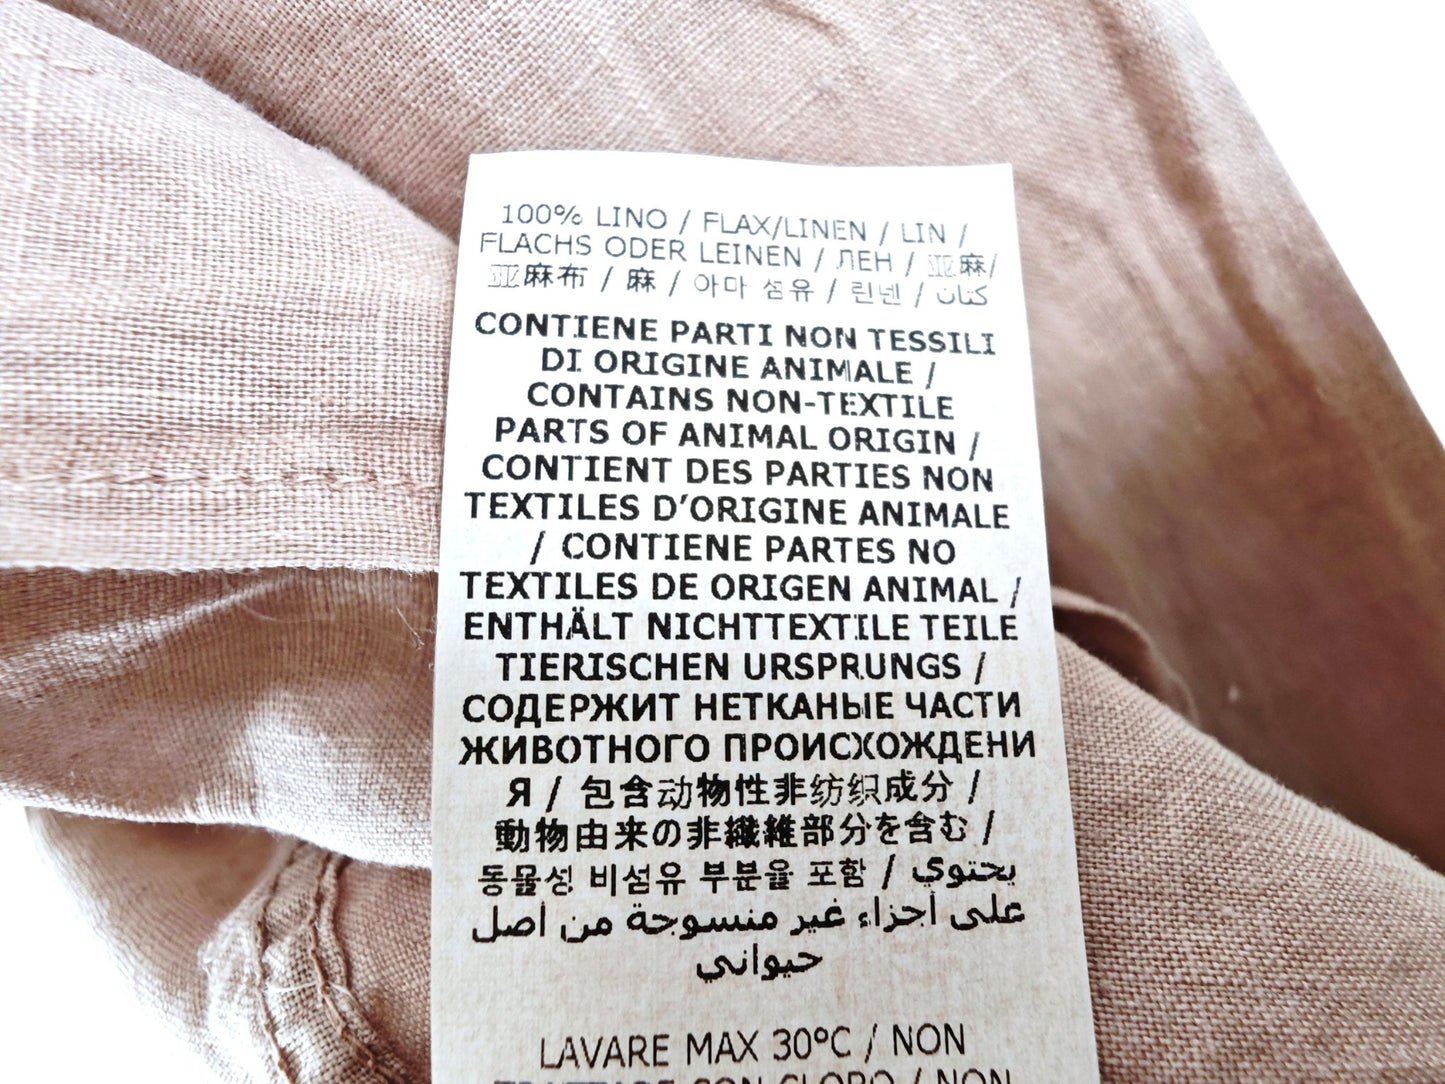 100% LINO / FLAX/LINEN / LIN /
FLACHS ODER LEINEN / ЛЕН / 亚麻/
亚麻布 / 麻 / 아마 섬유 / 린넨 / كتان
CONTIENE PARTI NON TESSILI
DI ORIGINE ANIMALE /
CONTAINS NON-TEXTILE
PARTS OF ANIMAL ORIGIN /
CONTIENT DES PARTIES NON
TEXTILES D'ORIGINE ANIMALE
/ CONTIENE PARTES NO
TEXTILES DE ORIGEN ANIMAL /
ENTHÄLT NICHTTEXTILE TEILE
TIERISCHEN URSPRUNGS /
СОДЕРЖИТ НЕТКАНЫЕ ЧАСТИ
ЖИВОТНОГО ПРОИСХОЖДЕНИ
Я / 包含动物性非纺织成分 /
動物由来の非繊維部分を含む /
동물성 비섬유 부분을 포함 / يحتوي
على أجزاء غير منسوجة من أصل
حيواني
LAVARE MAX 30°C / NON
TRATTARE CON CLORO / NON